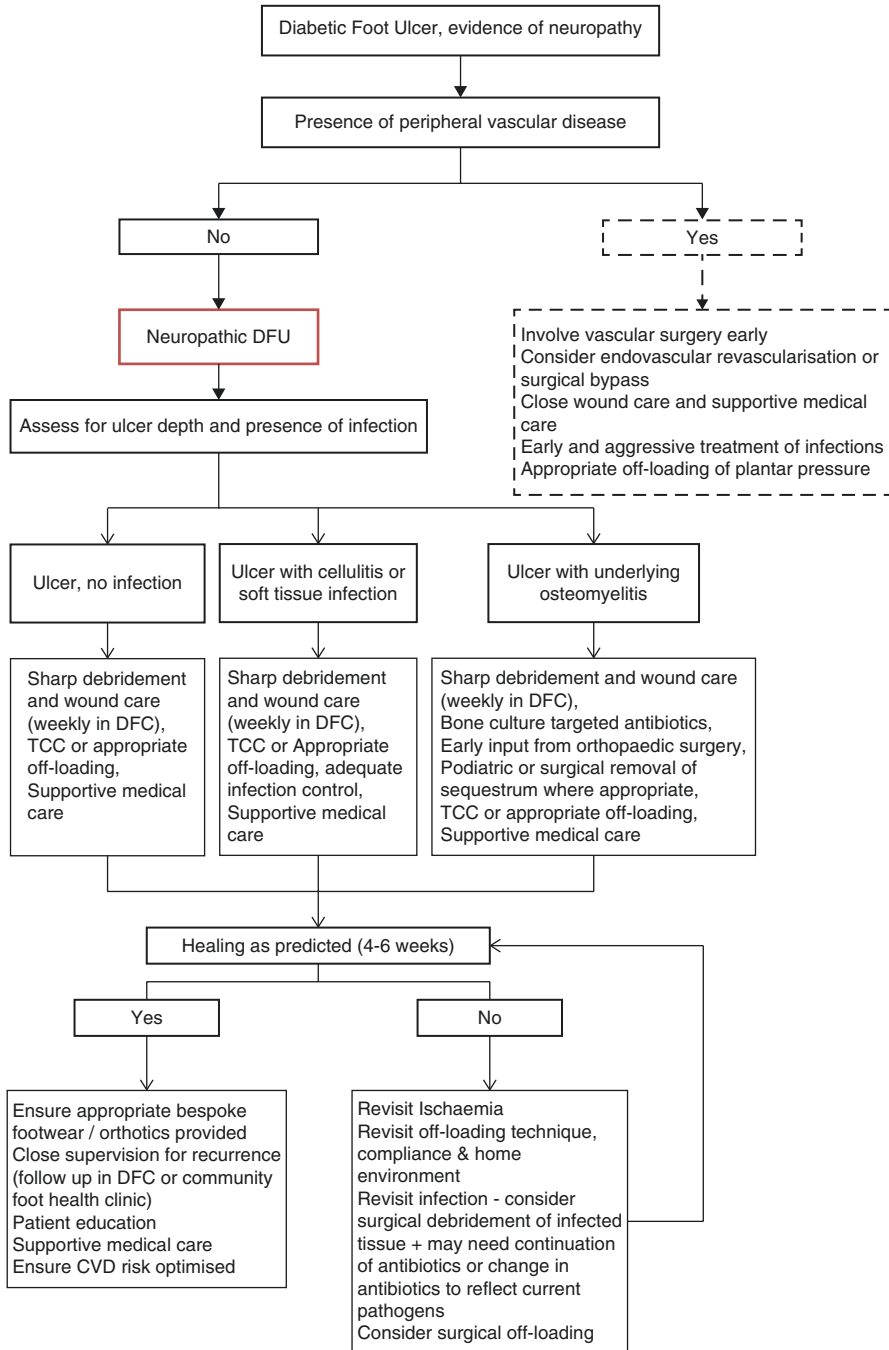 Diabetic Foot Ulcer, evidence of neuropathy
Presence of peripheral vascular disease
No
Yes
Neuropathic DFU
Involve vascular surgery early
Consider endovascular revascularisation or
surgical bypass
Close wound care and supportive medical
care
Early and aggressive treatment of infections
Appropriate off-loading of plantar pressure
Assess for ulcer depth and presence of infection
Ulcer, no infection
Ulcer with cellulitis or
soft tissue infection
Ulcer with underlying
osteomyelitis
Sharp debridement
and wound care
(weekly in DFC),
TCC or appropriate
off-loading,
Supportive medical
care
Sharp debridement
and wound care
(weekly in DFC),
TCC or Appropriate
off-loading, adequate
infection control,
Supportive medical
care
Sharp debridement and wound care
(weekly in DFC),
Bone culture targeted antibiotics,
Early input from orthopaedic surgery,
Podiatric or surgical removal of
sequestrum where appropriate,
TCC or appropriate off-loading,
Supportive medical care
Healing as predicted (4-6 weeks)
Yes
No
Ensure appropriate bespoke
footwear / orthotics provided
Close supervision for recurrence
(follow up in DFC or community
foot health clinic)
Patient education
Supportive medical care
Ensure CVD risk optimised
Revisit Ischaemia
Revisit off-loading technique,
compliance & home
environment
Revisit infection - consider
surgical debridement of infected
tissue + may need continuation
of antibiotics or change in
antibiotics to reflect current
pathogens
Consider surgical off-loading